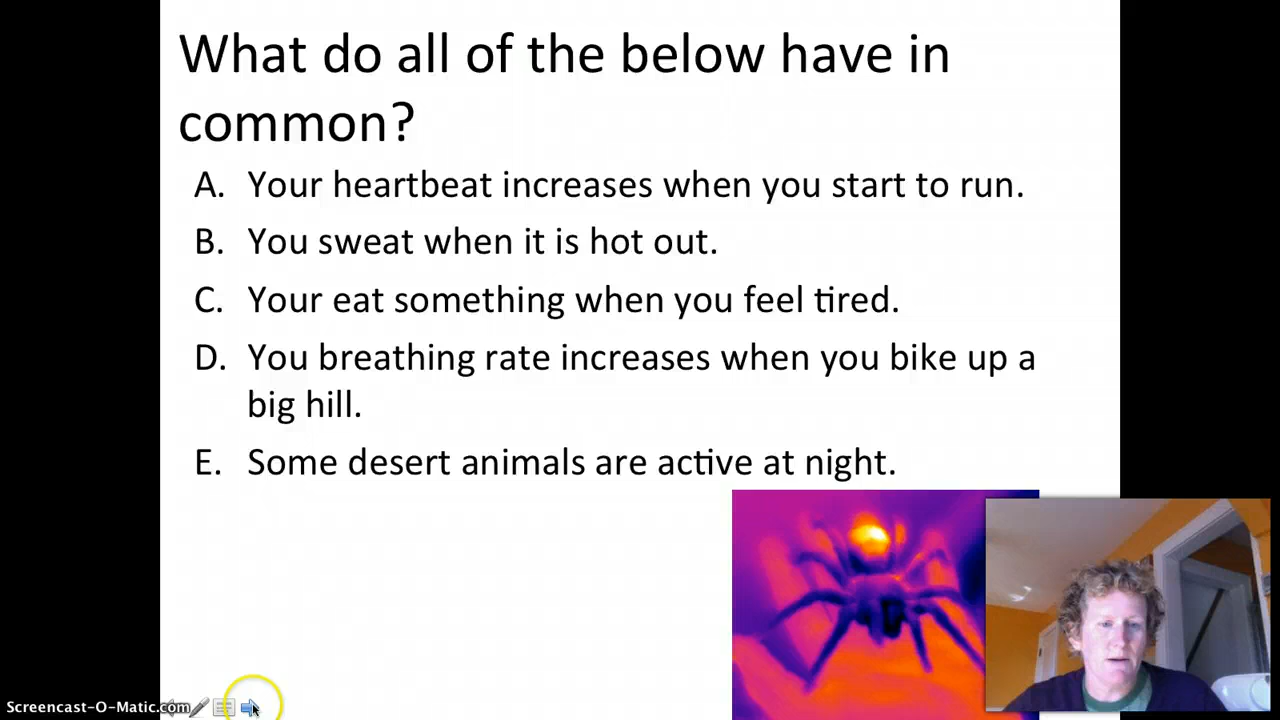 What do all of the below have in
common?
A. Your heartbeat increases when you start to run.
B. You sweat when it is hot out.
C. Your eat something when you feel tired.
D. You breathing rate increases when you bike up a
big hill.
E. Some desert animals are active at night.
Screencast-O-Matic.com